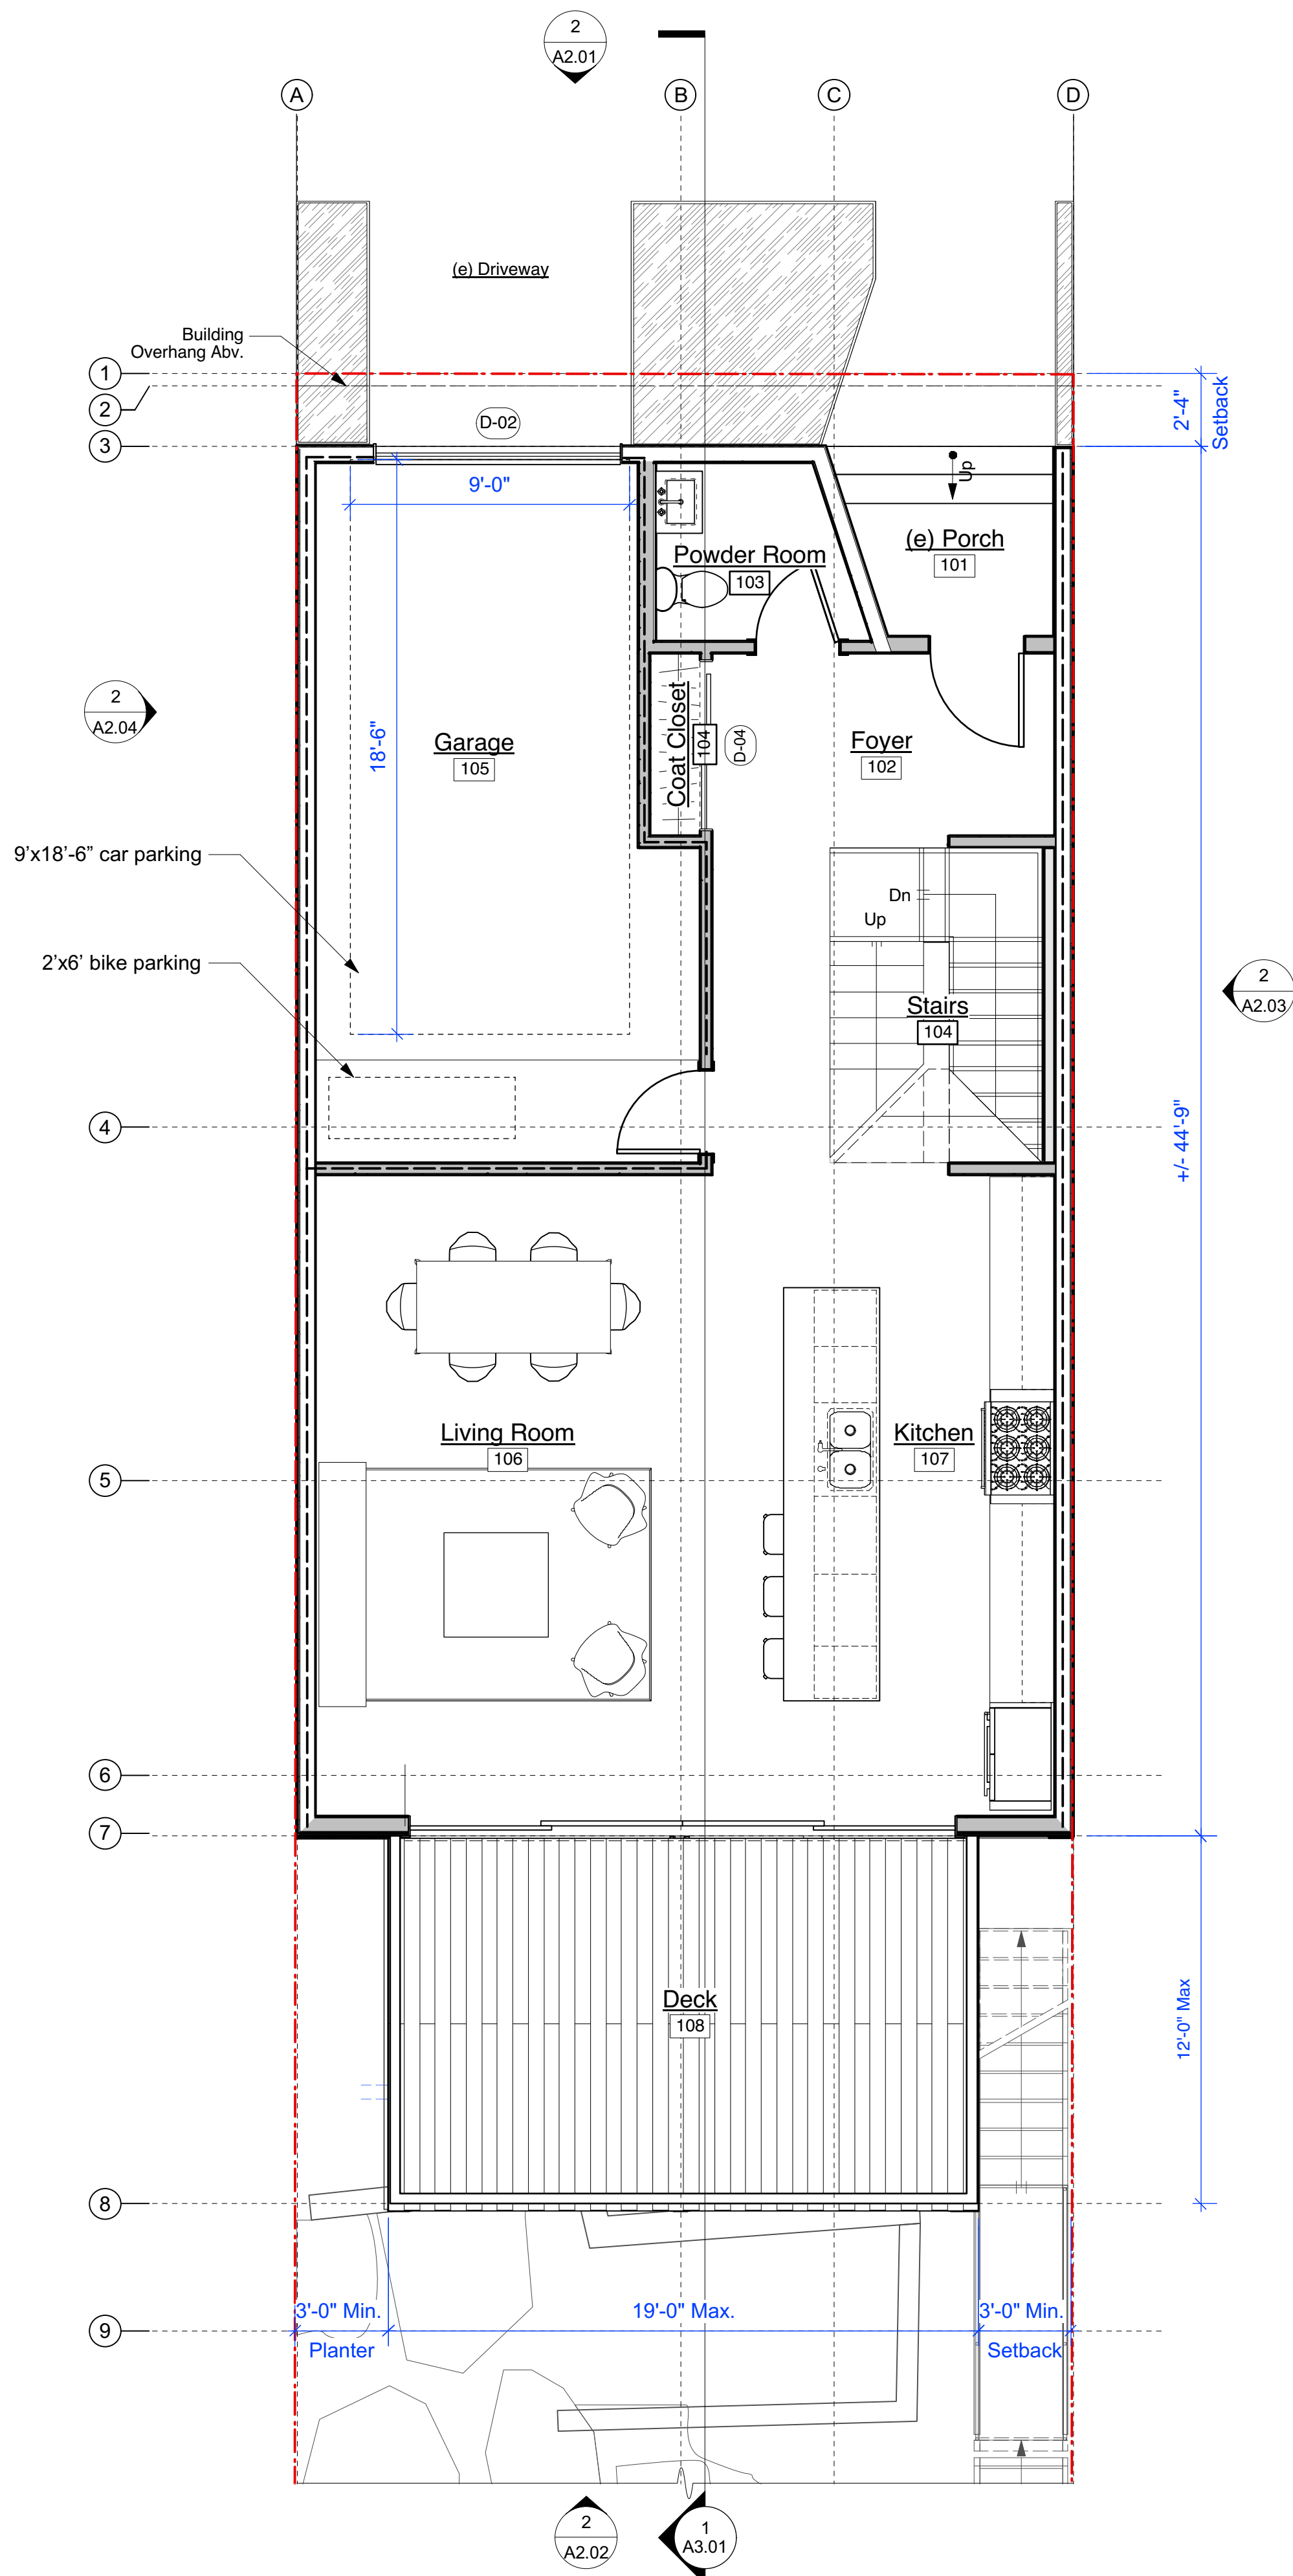 2
A2.01
A
B
C
D
(e) Driveway
Building
Overhang Abv.
1
2
3
2'-4"
Setback
D-02
9'-0"
Up
(e) Porch
101
Powder Room
103
2
A2.04
18'-6"
Garage
105
Coat Closet
104
D-04
Foyer
102
9'x18'-6” car parking
Dn
Up
2'x6' bike parking
Stairs
104
2
A2.03
4
+/- 44'-9"
Living Room
106
Kitchen
107
5
6
7
Deck
108
12'-0" Max
8
3'-0" Min.
19'-0" Max.
3'-0" Min.
9
Planter
Setback
2
A2.02
1
A3.01